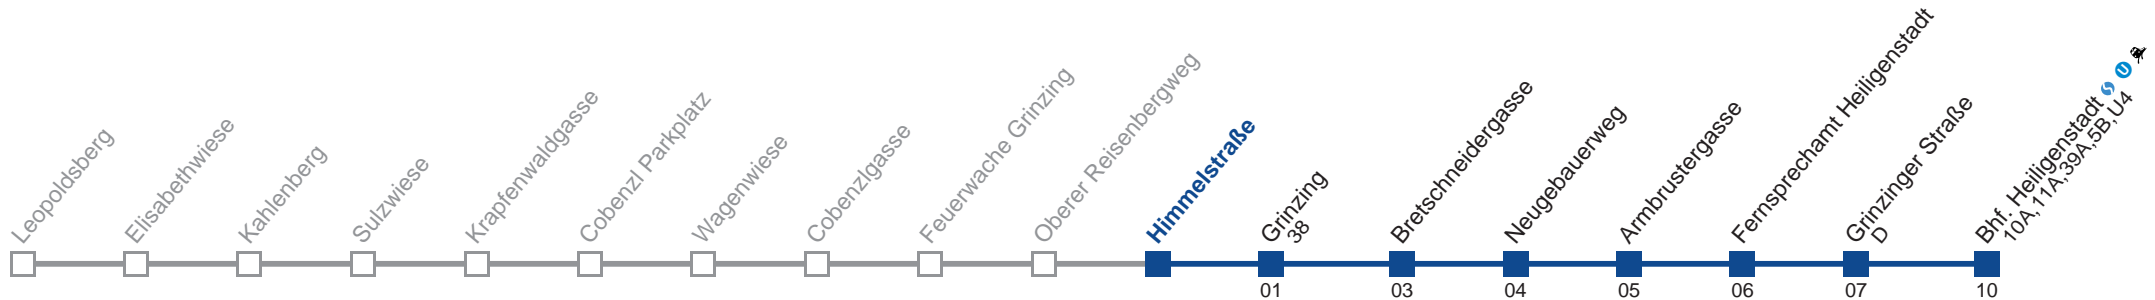 Leopoldsberg
Elisabethwiese
Kahlenberg
Sulzwiese
Krapfenwaldgasse
Cobenzl Parkplatz
Wagenwiese
Cobenzlgasse
Feuerwache Grinzing
Oberer Reisenbergweg
Himmelstraße
Grinzing
38
Bretschneidergasse
Neugebauerweg
Armbrustergasse
Fernsprechamt Heiligenstadt
Grinzinger Straße
D
Bhf. Heiligenstadt S U
10A,11A,39A,5B,U4
01
03
04
05
06
07
10